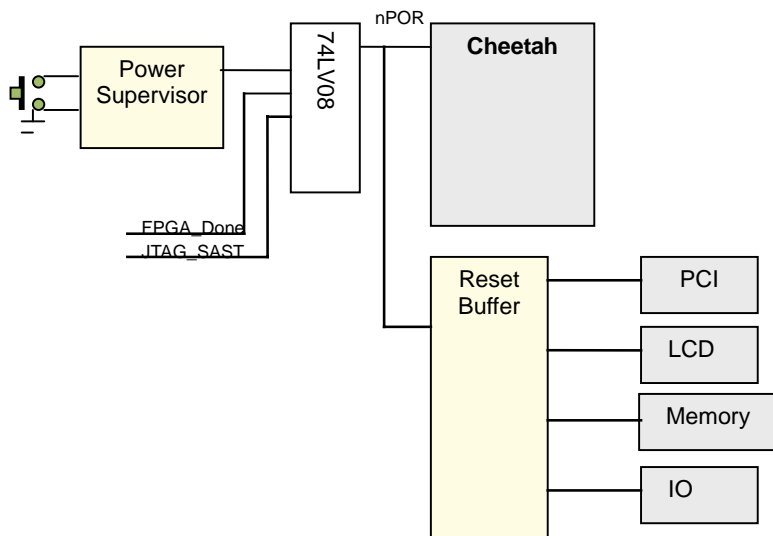 nPOR
Power
Supervisor
74LV08
Cheetah
FPGA_Done
JTAG_SAST
Reset
Buffer
PCI
LCD
Memory
IO